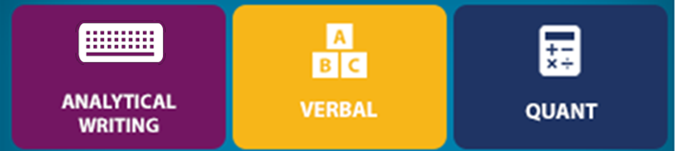 ANALYTICAL
WRITING
A
B C
VERBAL
+ −
× ÷
QUANT